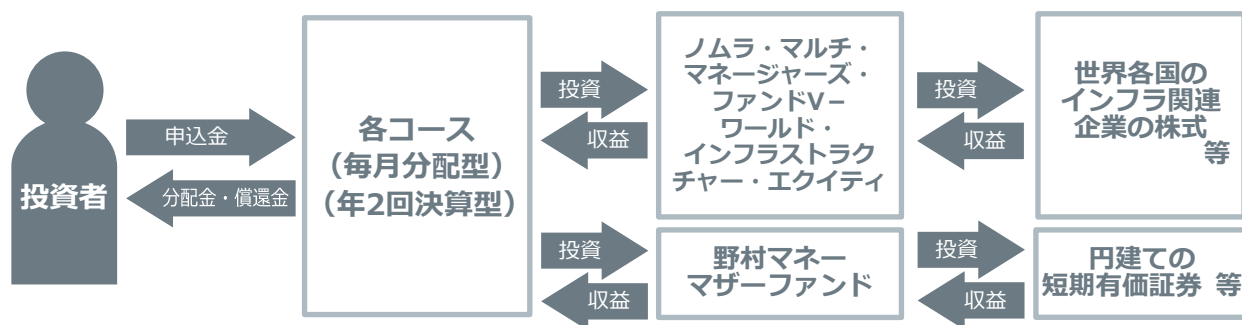 投資者
申込金
分配金・償還金
各コース
（毎月分配型）
（年2回決算型）
投資
収益
ノムラ・マルチ・
マネージャーズ・
ファンドV－
ワールド・
インフラストラク
チャー・エクイティ
投資
収益
世界各国の
インフラ関連
企業の株式
等
投資
収益
野村マネー
マザーファンド
投資
収益
円建ての
短期有価証券 等